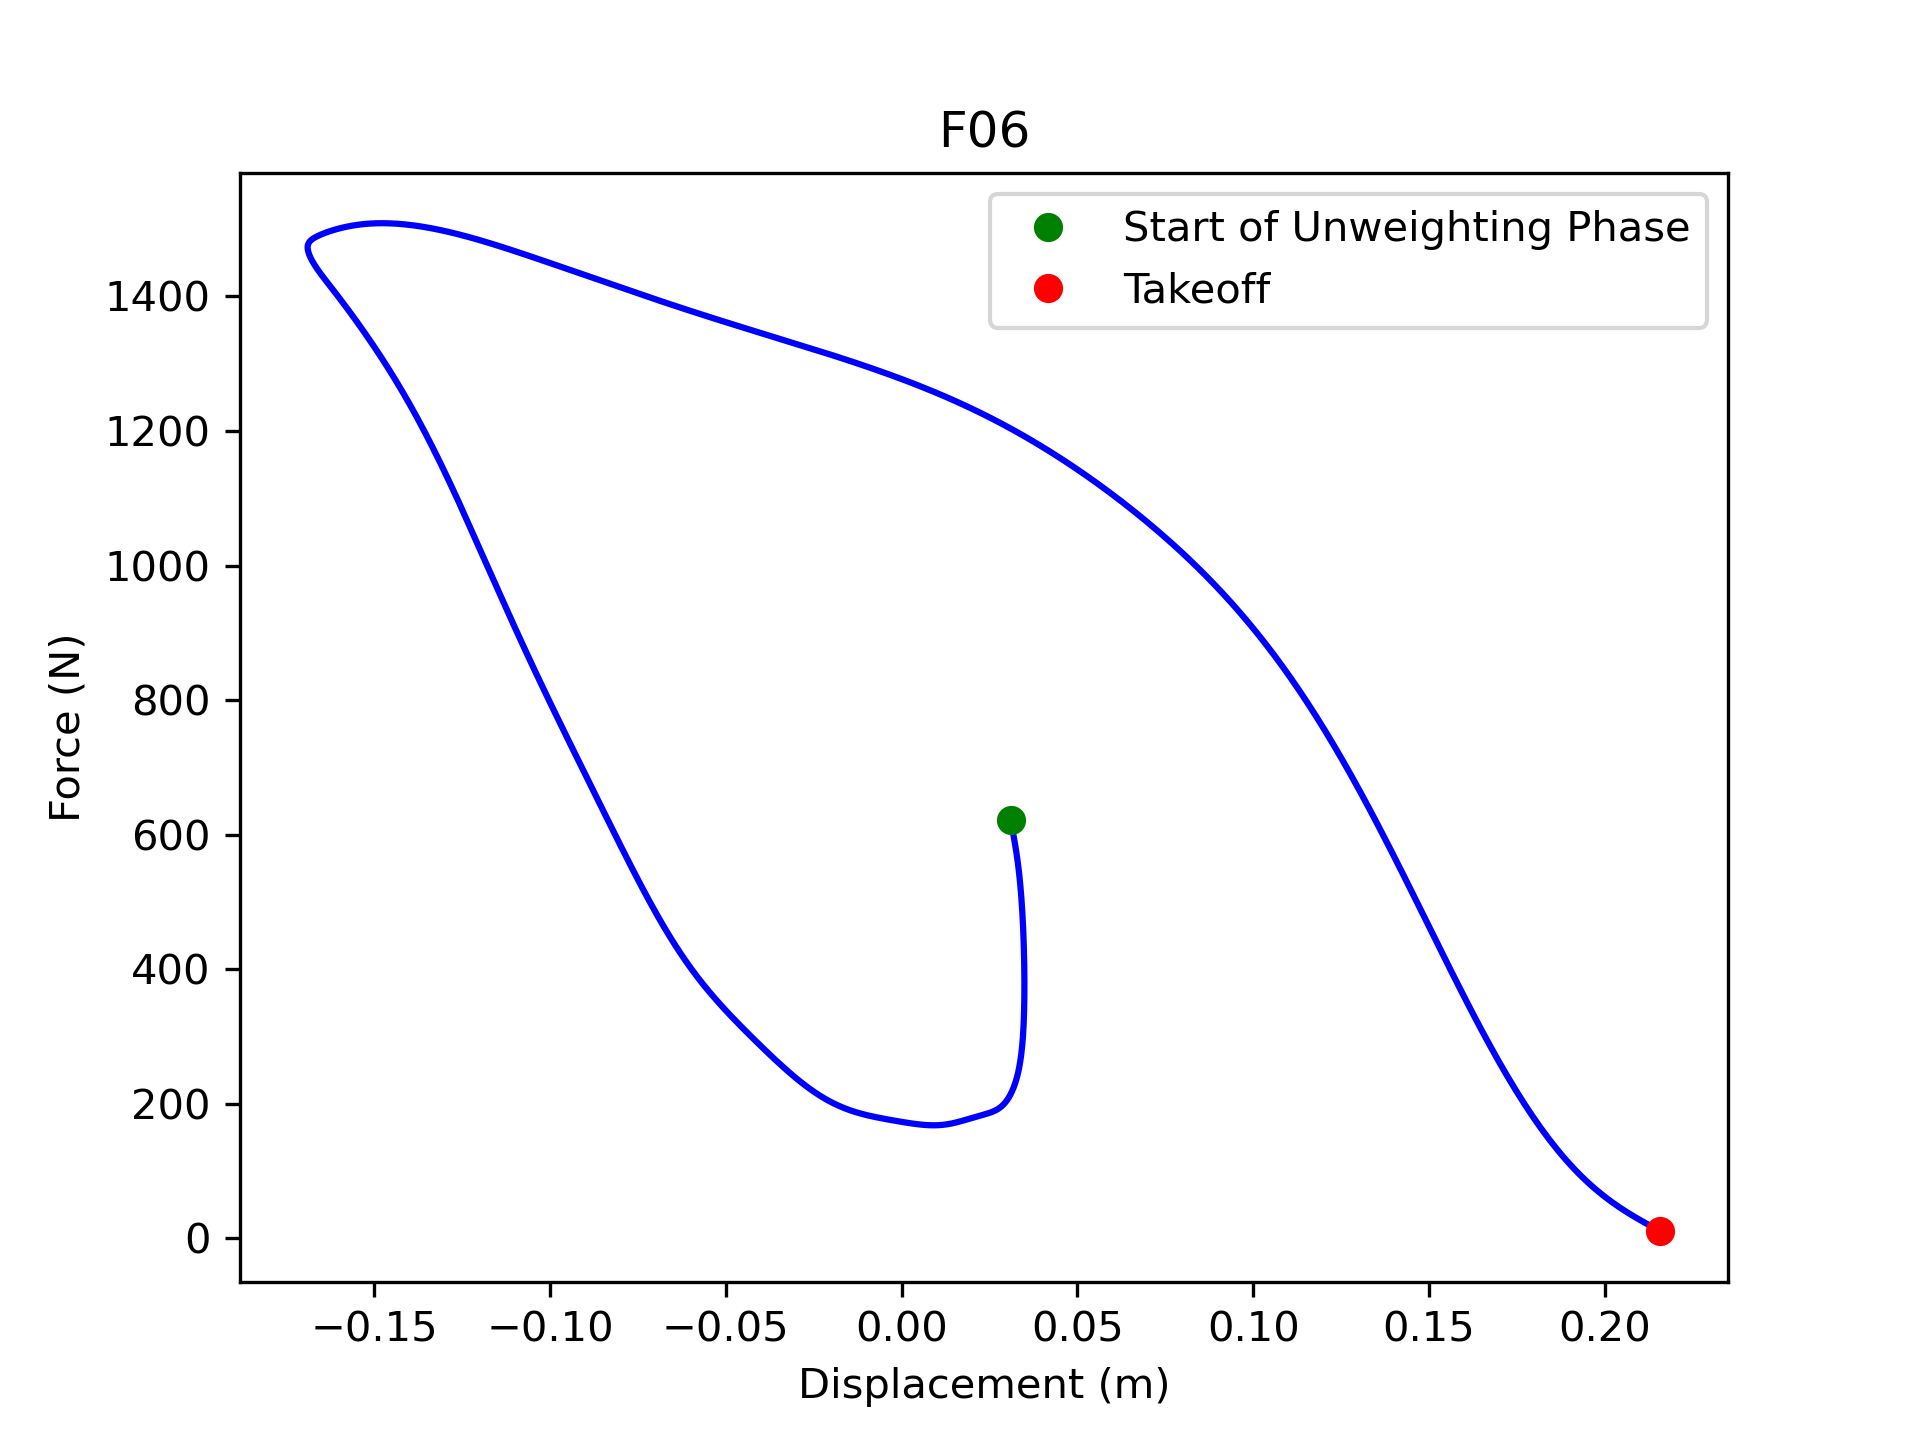 F06
Start of Unweighting Phase
Takeoff
Force (N)
1400
1200
1000
800
600
400
200
0
−0.15 −0.10 −0.05 0.00 0.05 0.10 0.15 0.20
Displacement (m)